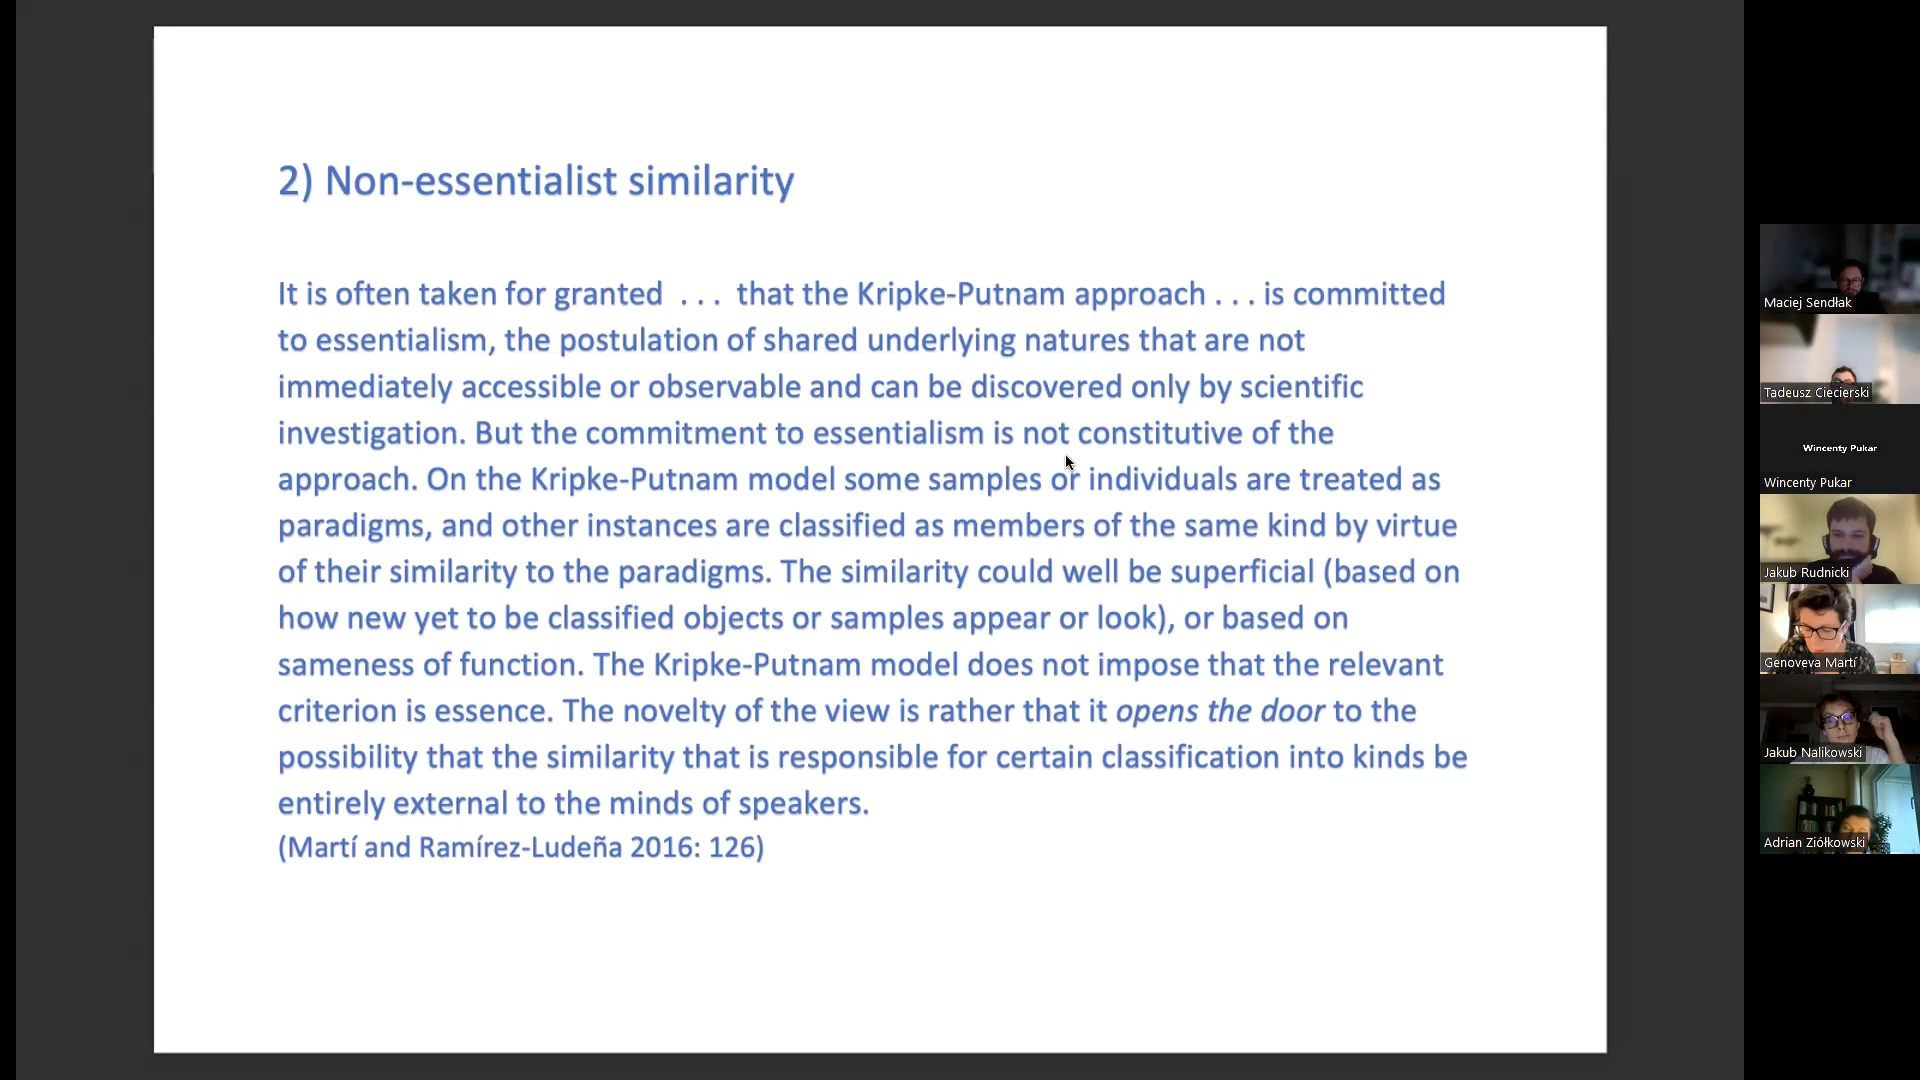 2) Non-essentialist similarity
It is often taken for granted . . . that the Kripke-Putnam approach . . . is committed
to essentialism, the postulation of shared underlying natures that are not
immediately accessible or observable and can be discovered only by scientific
investigation. But the commitment to essentialism is not constitutive of the
approach. On the Kripke-Putnam model some samples or individuals are treated as
paradigms, and other instances are classified as members of the same kind by virtue
of their similarity to the paradigms. The similarity could well be superficial (based on
how new yet to be classified objects or samples appear or look), or based on
sameness of function. The Kripke-Putnam model does not impose that the relevant
criterion is essence. The novelty of the view is rather that it opens the door to the
possibility that the similarity that is responsible for certain classification into kinds be
entirely external to the minds of speakers.
(Martí and Ramírez-Ludeña 2016: 126)
Maciej Sendłak
Tadeusz Ciecierski
Wincenty Pukar
Wincenty Pukar
Jakub Rudnicki
Genoveva Martí
Jakub Nalikowski
Adrian Ziółkowski